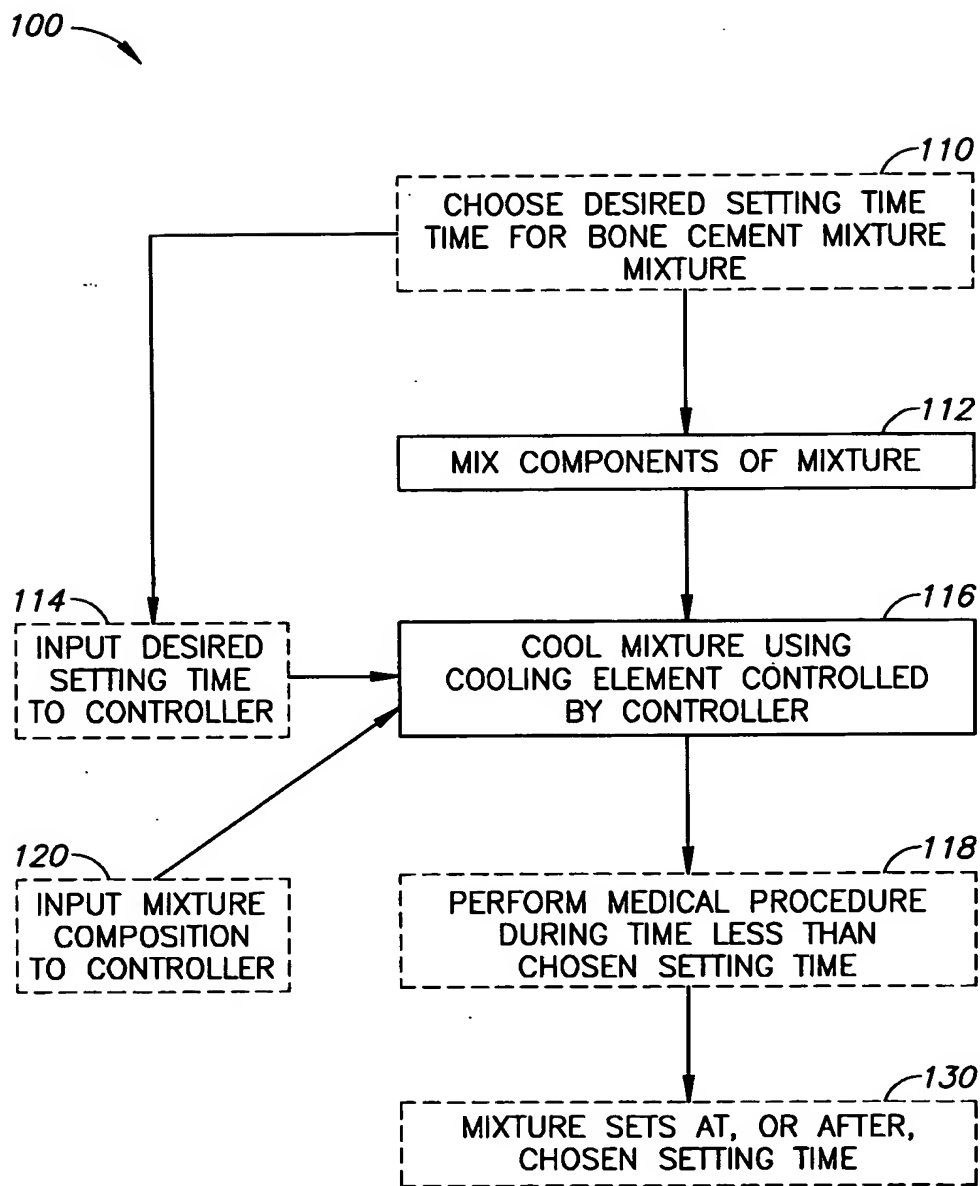 100
110
CHOOSE DESIRED SETTING TIME
TIME FOR BONE CEMENT MIXTURE
MIXTURE
112
MIX COMPONENTS OF MIXTURE
114
INPUT DESIRED
SETTING TIME
TO CONTROLLER
116
COOL MIXTURE USING
COOLING ELEMENT CONTROLLED
BY CONTROLLER
120
INPUT MIXTURE
COMPOSITION
TO CONTROLLER
118
PERFORM MEDICAL PROCEDURE
DURING TIME LESS THAN
CHOSEN SETTING TIME
130
MIXTURE SETS AT, OR AFTER,
CHOSEN SETTING TIME